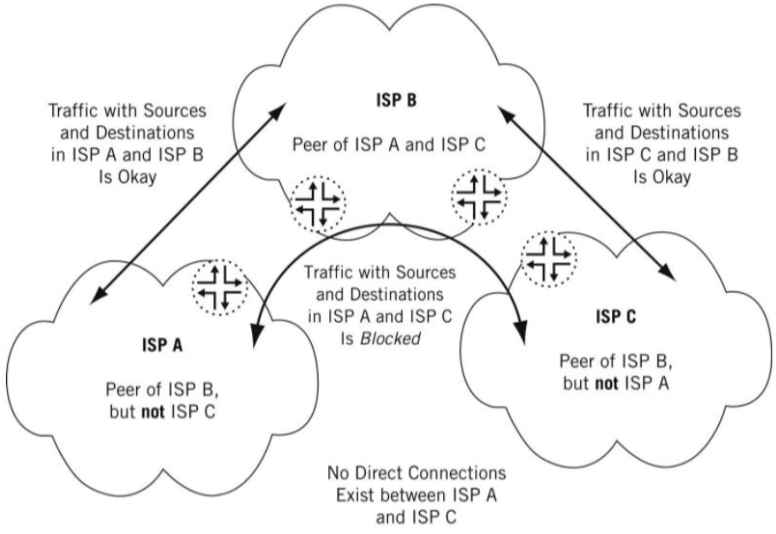 ISP B
Peer of ISP A and ISP C
Traffic with Sources
and Destinations
in ISP A and ISP B
Is Okay
Traffic with Sources
and Destinations
in ISP C and ISP B
Is Okay
Traffic with Sources
and Destinations
in ISP A and ISP C
Is Blocked
ISP A
Peer of ISP B,
but not ISP C
ISP C
Peer of ISP B,
but not ISP A
No Direct Connections
Exist between ISP A
and ISP C